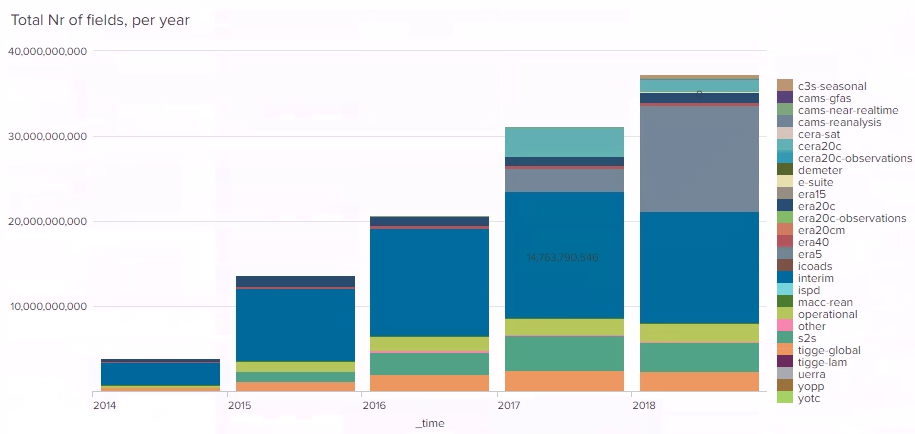 Total Nr of fields, per year
40,000,000,000
30,000,000,000
20,000,000,000
10,000,000,000
14,763,790,546
0
2014 2015 2016 2017 2018
_time
c3s-seasonal
cams-gfas
cams-near-realtime
cams-reanalysis
cera-sat
cera20c
cera20c-observations
demeter
e-suite
era15
era20c
era20c-observations
era20cm
era40
era5
icoads
interim
ispd
macc-rean
operational
other
s2s
tigge-global
tigge-lam
uerra
yopp
yotc